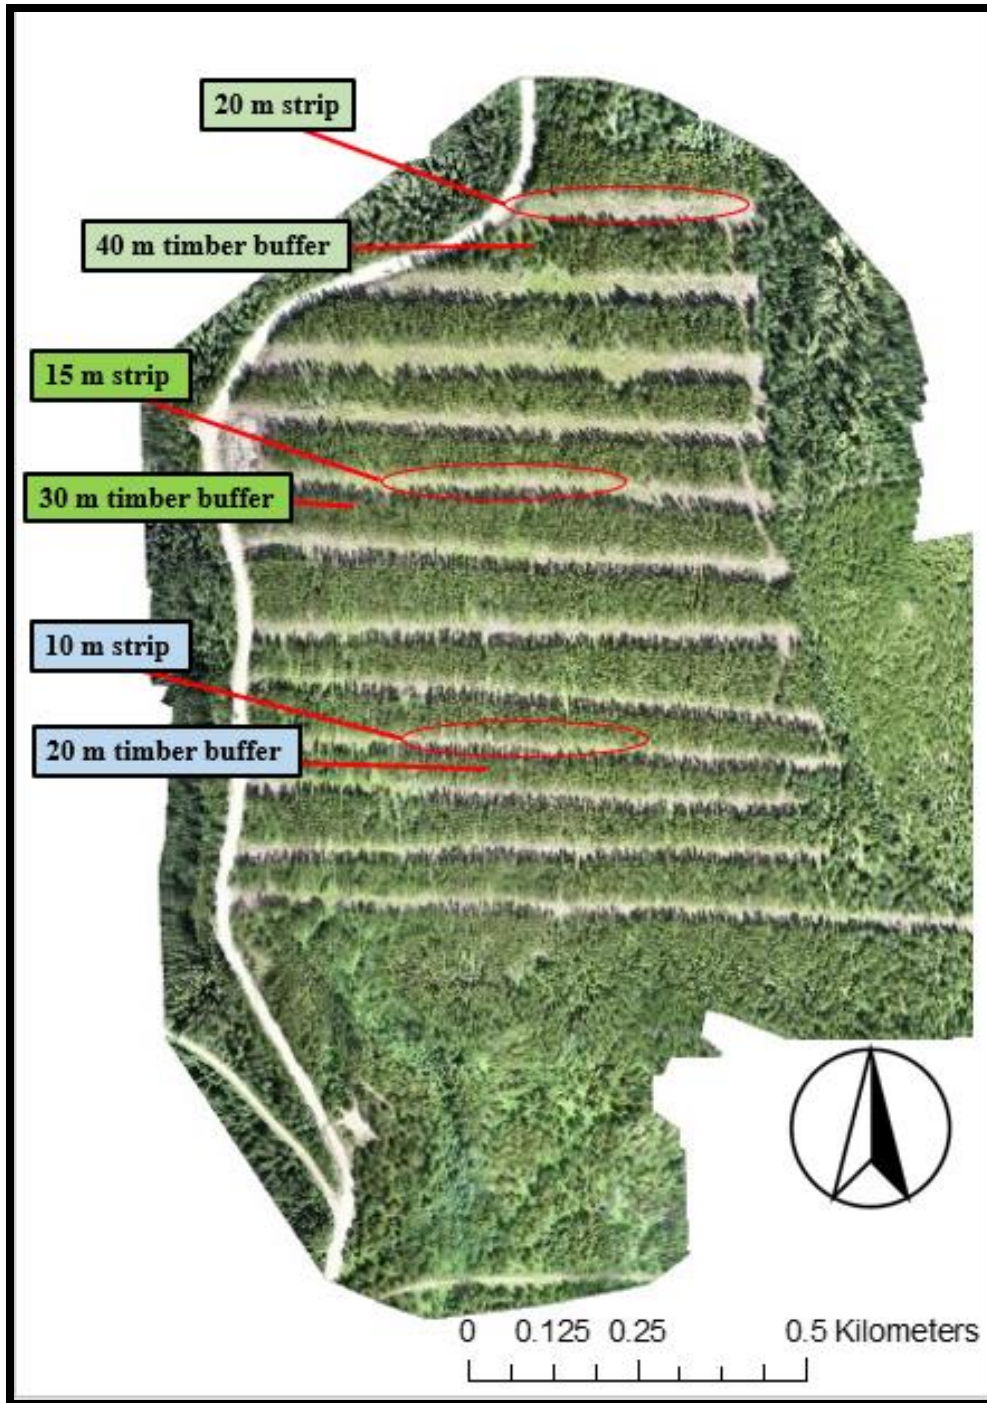 20 m strip
40 m timber buffer
15 m strip
30 m timber buffer
10 m strip
20 m timber buffer
0 0.125 0.25 0.5 Kilometers